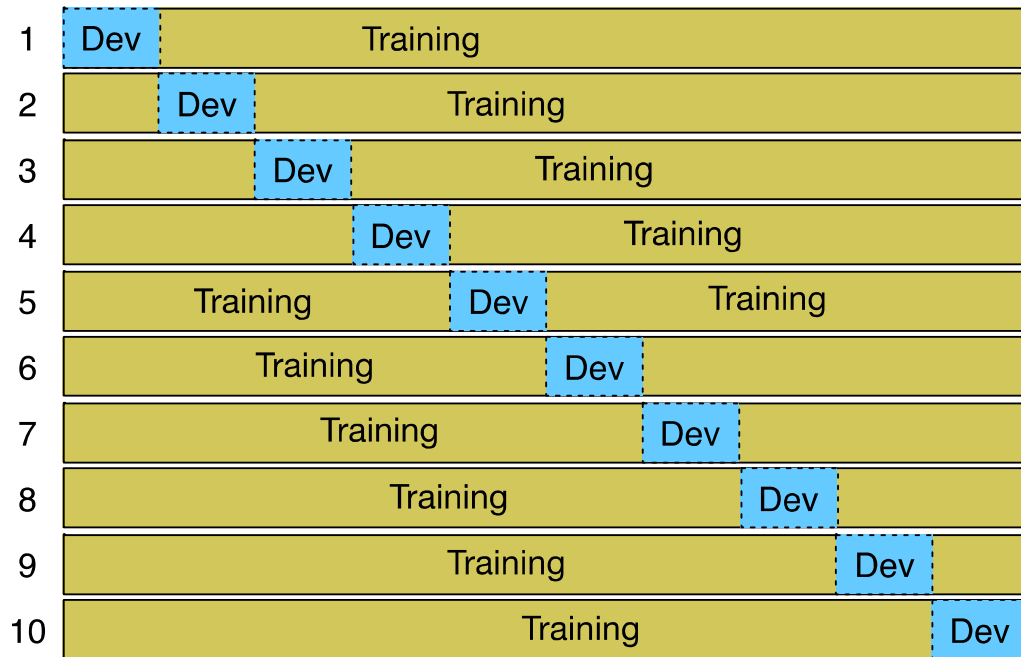 1 Dev Training
2 Dev Training
3 Dev Training
4 Dev Training
5 Training Dev Training
6 Training Dev
7 Training Dev
8 Training Dev
9 Training Dev
10 Training Dev